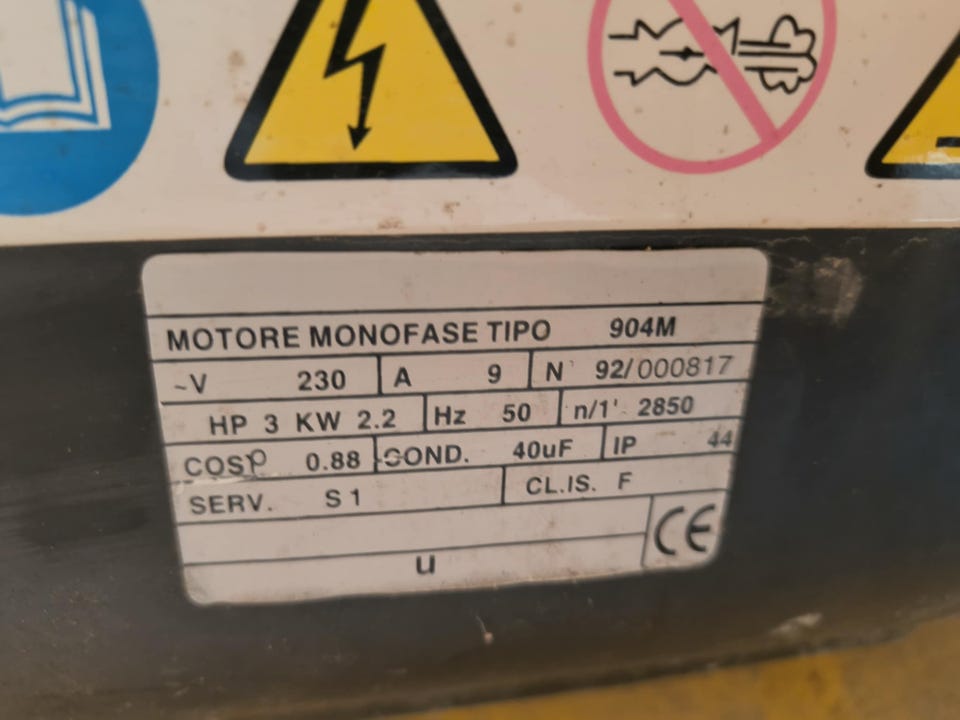 MOTORE MONOFASE TIPO 904M
~V 230 A 9 N° 92/000817
HP 3 KW 2.2 Hz 50 n/1' 2850
COSφ 0.88 COND. 40uF IP 44
SERV. S1 CL.IS. F
CE
u